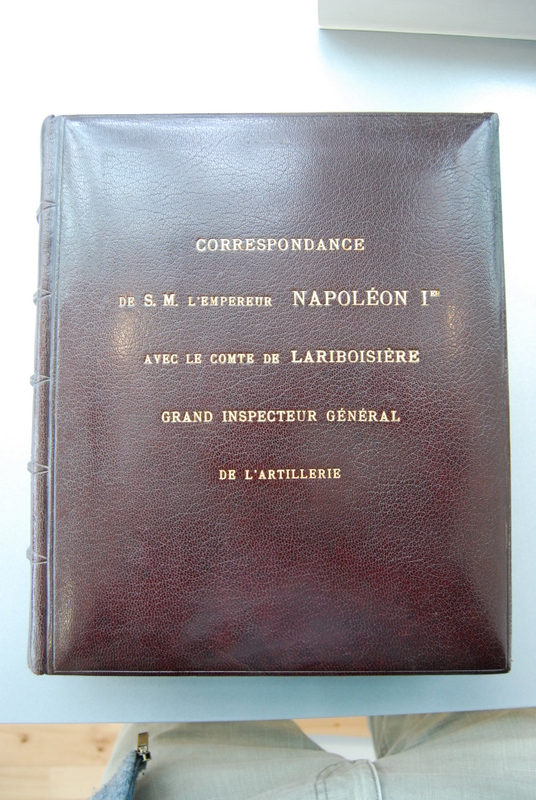 CORRESPONDANCE
DE S. M. L'EMPEREUR NAPOLÉON IER
AVEC LE COMTE DE LARIBOISIÈRE
GRAND INSPECTEUR GÉNÉRAL
DE L'ARTILLERIE